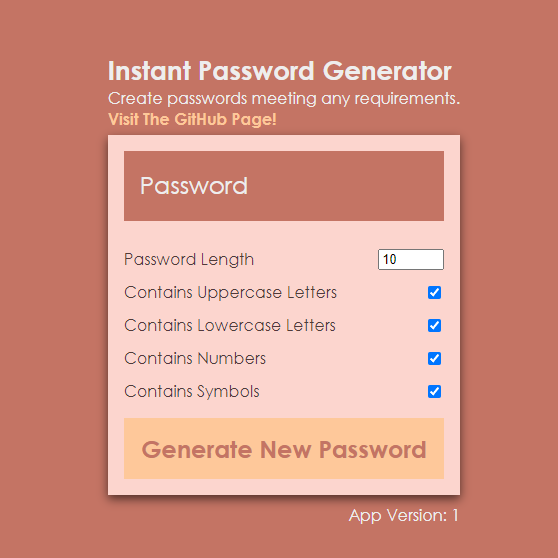 Instant Password Generator
Create passwords meeting any requirements.
Visit The GitHub Page!
Password
Password Length 10
Contains Uppercase Letters
Contains Lowercase Letters
Contains Numbers
Contains Symbols
Generate New Password
App Version: 1